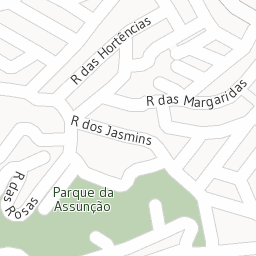 R das Hortências
R das Margaridas
R dos Jasmins
R das
Rosas
Parque da
Assunção